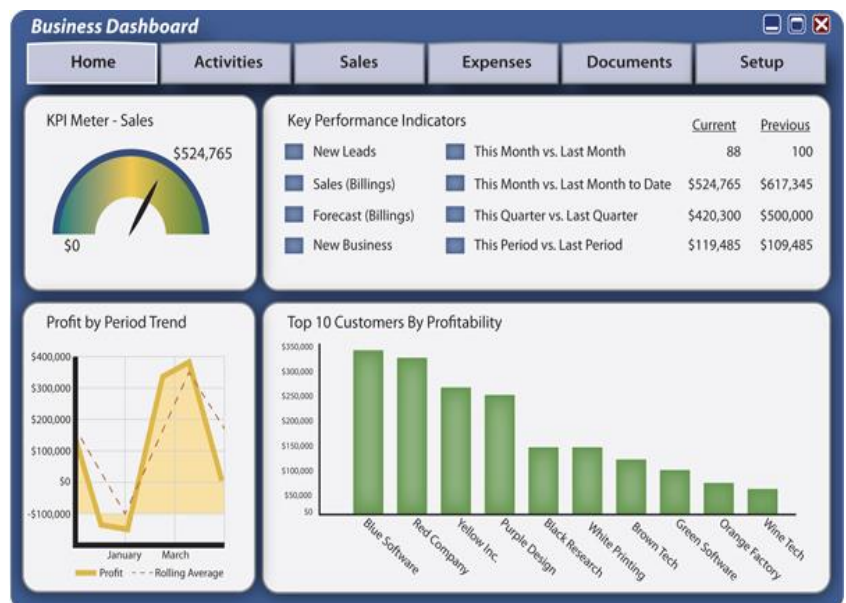 Business Dashboard
Home Activities Sales Expenses Documents Setup
KPI Meter - Sales
$524,765
$0
Key Performance Indicators Current Previous
New Leads This Month vs. Last Month 88 100
Sales (Billings) This Month vs. Last Month to Date $524,765 $617,345
Forecast (Billings) This Quarter vs. Last Quarter $420,300 $500,000
New Business This Period vs. Last Period $119,485 $109,485
Profit by Period Trend
$400,000
$300,000
$200,000
$100,000
$0
-$100,000
January March
Profit Rolling Average
Top 10 Customers By Profitability
$350,000
$300,000
$250,000
$200,000
$150,000
$100,000
$50,000
$0
Blue Software
Red Company
Yellow Inc.
Purple Design
Black Research
White Printing
Brown Tech
Green Software
Orange Factory
Wine Tech